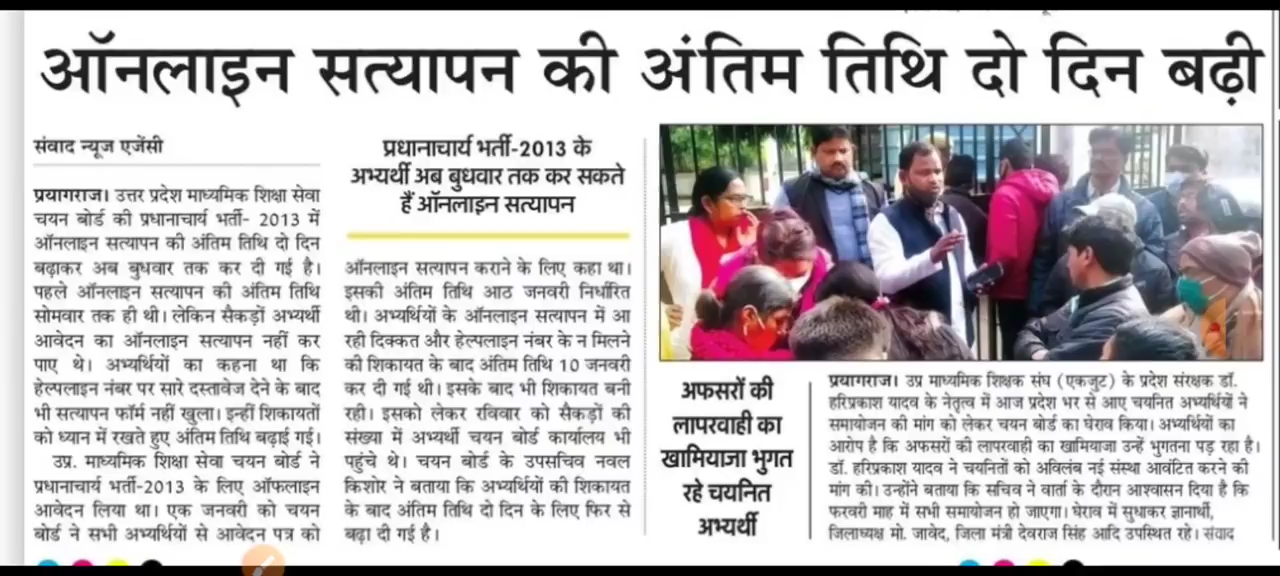 ऑनलाइन सत्यापन की अंतिम तिथि दो दिन बढ़ी
संवाद न्यूज एजेंसी
प्रयागराज। उत्तर प्रदेश माध्यमिक शिक्षा सेवा
चयन बोर्ड की प्रधानाचार्य भर्ती- 2013 में
ऑनलाइन सत्यापन की अंतिम तिथि दो दिन
बढ़ाकर अब बुधवार तक कर दी गई है।
पहले ऑनलाइन सत्यापन की अंतिम तिथि
सोमवार तक ही थी। लेकिन सैकड़ों अभ्यर्थी
आवेदन का ऑनलाइन सत्यापन नहीं कर
पाए थे। अभ्यर्थियों का कहना था कि
हेल्पलाइन नंबर पर सारे दस्तावेज देने के बाद
भी सत्यापन फॉर्म नहीं खुला। इन्हीं शिकायतों
को ध्यान में रखते हुए अंतिम तिथि बढ़ाई गई।
उप्र. माध्यमिक शिक्षा सेवा चयन बोर्ड ने
प्रधानाचार्य भर्ती-2013 के लिए ऑफलाइन
आवेदन लिया था। एक जनवरी को चयन
बोर्ड ने सभी अभ्यर्थियों से आवेदन पत्र को
प्रधानाचार्य भर्ती-2013 के
अभ्यर्थी अब बुधवार तक कर सकते
हैं ऑनलाइन सत्यापन
ऑनलाइन सत्यापन कराने के लिए कहा था।
इसकी अंतिम तिथि आठ जनवरी निर्धारित
थी। अभ्यर्थियों के ऑनलाइन सत्यापन में आ
रही दिक्कत और हेल्पलाइन नंबर के न मिलने
की शिकायत के बाद अंतिम तिथि 10 जनवरी
कर दी गई थी। इसके बाद भी शिकायत बनी
रही। इसको लेकर रविवार को सैकड़ों की
संख्या में अभ्यर्थी चयन बोर्ड कार्यालय भी
पहुंचे थे। चयन बोर्ड के उपसचिव नवल
किशोर ने बताया कि अभ्यर्थियों की शिकायत
के बाद अंतिम तिथि दो दिन के लिए फिर से
बढ़ा दी गई है।
अफसरों की
लापरवाही का
खामियाजा भुगत
रहे चयनित
अभ्यर्थी
प्रयागराज। उप्र माध्यमिक शिक्षक संघ (एकजुट) के प्रदेश संरक्षक डॉ.
हरिप्रकाश यादव के नेतृत्व में आज प्रदेश भर से आए चयनित अभ्यर्थियों ने
समायोजन की मांग को लेकर चयन बोर्ड का घेराव किया। अभ्यर्थियों का
आरोप है कि अफसरों की लापरवाही का खामियाजा उन्हें भुगतना पड़ रहा है।
डॉ. हरिप्रकाश यादव ने चयनितों को अविलंब नई संस्था आवंटित करने की
मांग की। उन्होंने बताया कि सचिव ने वार्ता के दौरान आश्वासन दिया है कि
फरवरी माह में सभी समायोजन हो जाएगा। घेराव में सुधाकर ज्ञानार्थी,
जिलाध्यक्ष मो. जावेद, जिला मंत्री देवराज सिंह आदि उपस्थित रहे। संवाद